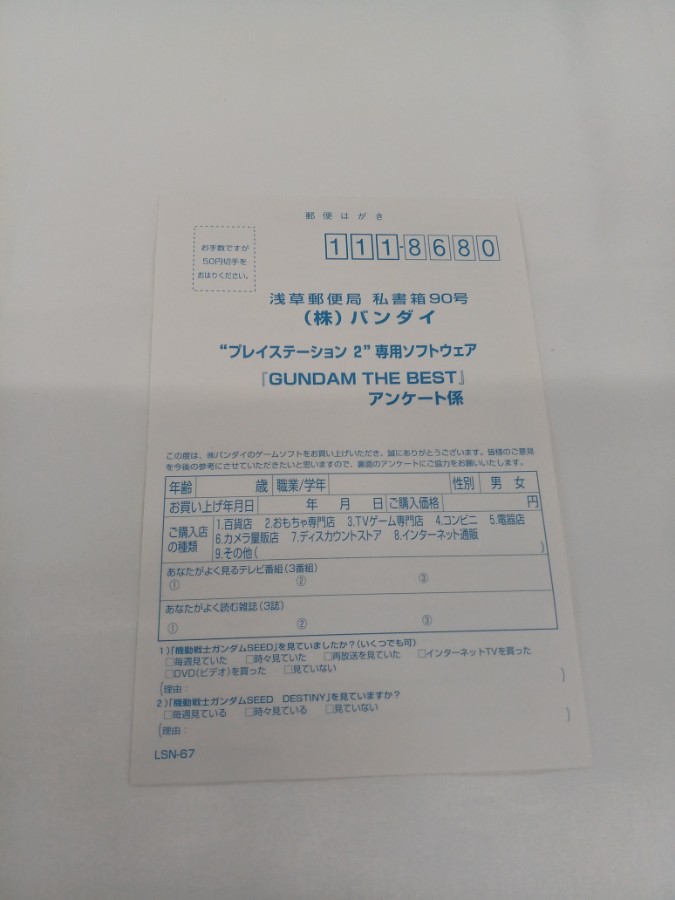 郵便はがき
お手数ですが
50円切手を
おはりください。
111-8680
浅草郵便局 私書箱90号
(株)バンダイ
“プレイステーション 2” 専用ソフトウェア
『GUNDAM THE BEST』
アンケート係
この度は、㈱バンダイのゲームソフトをお買い上げいただき、誠にありがとうございます。皆様のご意見
を今後の参考にさせていただきたいと思いますので、裏面のアンケートにご協力をお願いいたします。
年齢 歳 職業/学年 性別 男 女
お買い上げ年月日 年 月 日 ご購入価格 円
ご購入店
の種類
1.百貨店 2.おもちゃ専門店 3.TVゲーム専門店 4.コンビニ 5.電器店
6.カメラ量販店 7.ディスカウントストア 8.インターネット通販
9.その他( )
あなたがよく見るテレビ番組(3番組)
① ② ③
あなたがよく読む雑誌(3誌)
① ② ③
1)「機動戦士ガンダムSEED」を見ていましたか?(いくつでも可)
□毎週見ていた □時々見ていた □再放送を見ていた □インターネットTVを買った
□DVD(ビデオ)を買った □見ていない
(理由: )
2)「機動戦士ガンダムSEED DESTINY」を見ていますか?
□毎週見ている □時々見ている □見ていない
(理由: )
LSN-67